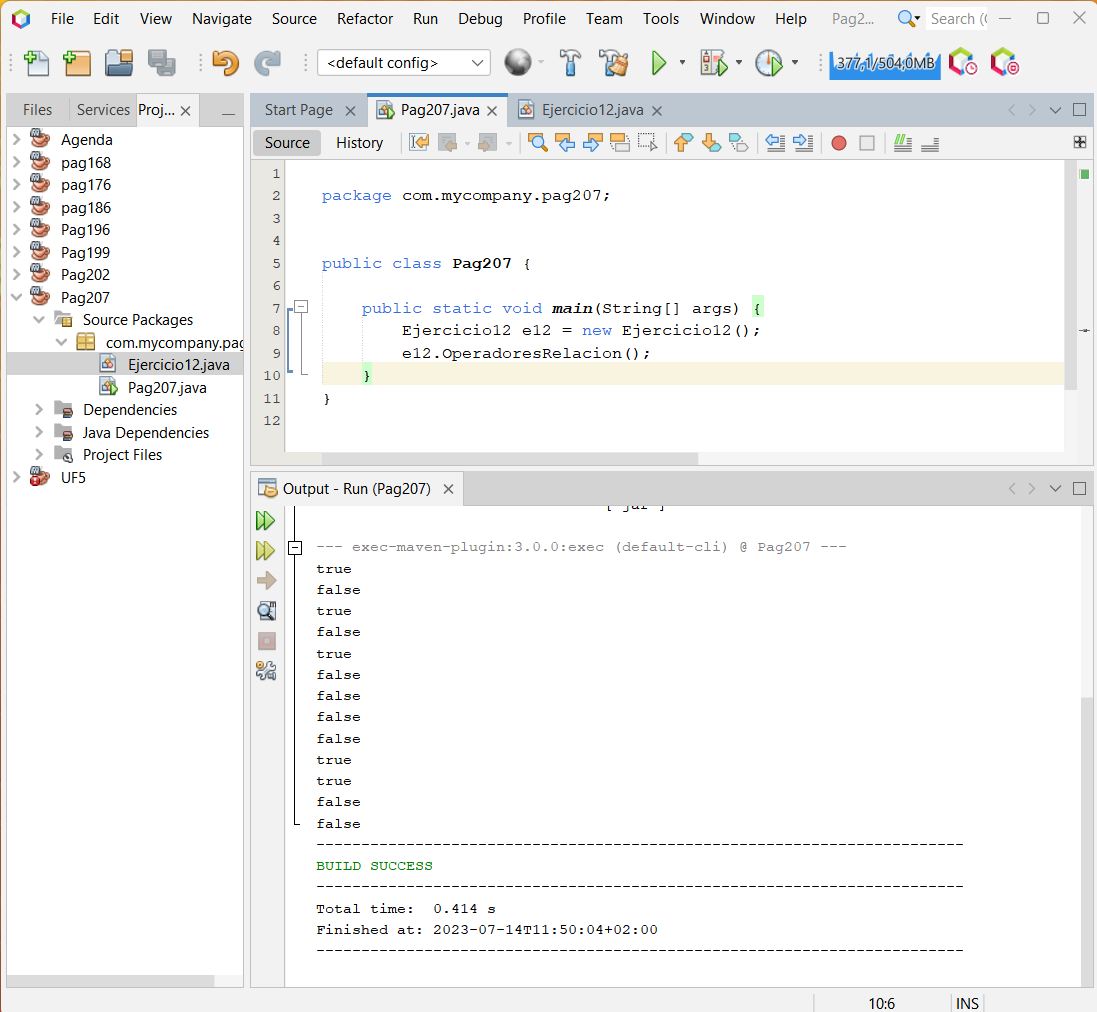 File Edit View Navigate Source Refactor Run Debug Profile Team Tools Window Help Pag2... Search (
<default config> 377,1/504,0MB
Files Services Proj...
Start Page Pag207.java Ejercicio12.java
Source History
Agenda
pag168
pag176
pag186
Pag196
Pag199
Pag202
Pag207
Source Packages
com.mycompany.pag
Ejercicio12.java
Pag207.java
Dependencies
Java Dependencies
Project Files
UF5
1
2 package com.mycompany.pag207;
3
4
5 public class Pag207 {
6
7 public static void main(String[] args) {
8 Ejercicio12 e12 = new Ejercicio12();
9 e12.OperadoresRelacion();
10 }
11 }
12
Output - Run (Pag207)
[ jar ]
--- exec-maven-plugin:3.0.0:exec (default-cli) @ Pag207 ---
true
false
true
false
true
false
false
false
false
true
true
false
false
------------------------------------------------------------------------
BUILD SUCCESS
------------------------------------------------------------------------
Total time:  0.414 s
Finished at: 2023-07-14T11:50:04+02:00
------------------------------------------------------------------------
10:6 INS